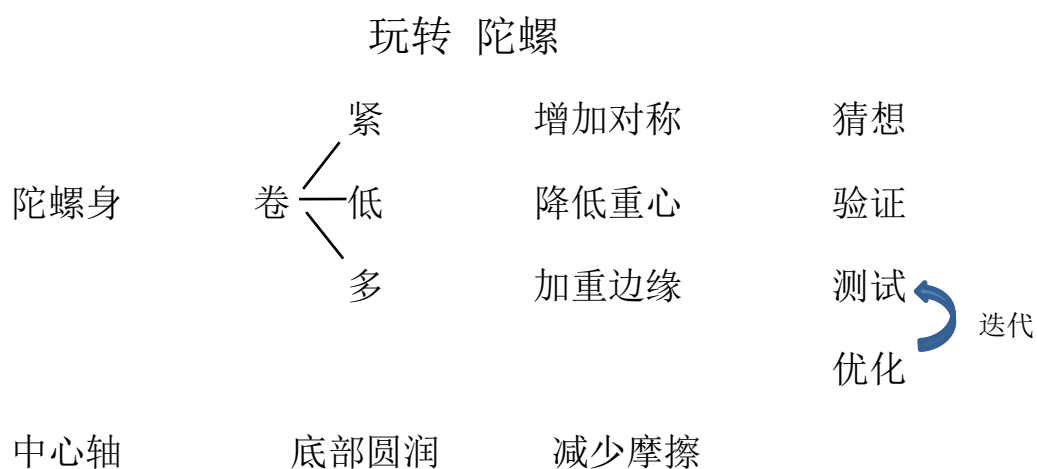 玩转 陀螺
紧 增加对称 猜想
陀螺身 卷 低 降低重心 验证
多 加重边缘 测试
迭代
优化
中心轴 底部圆润 减少摩擦